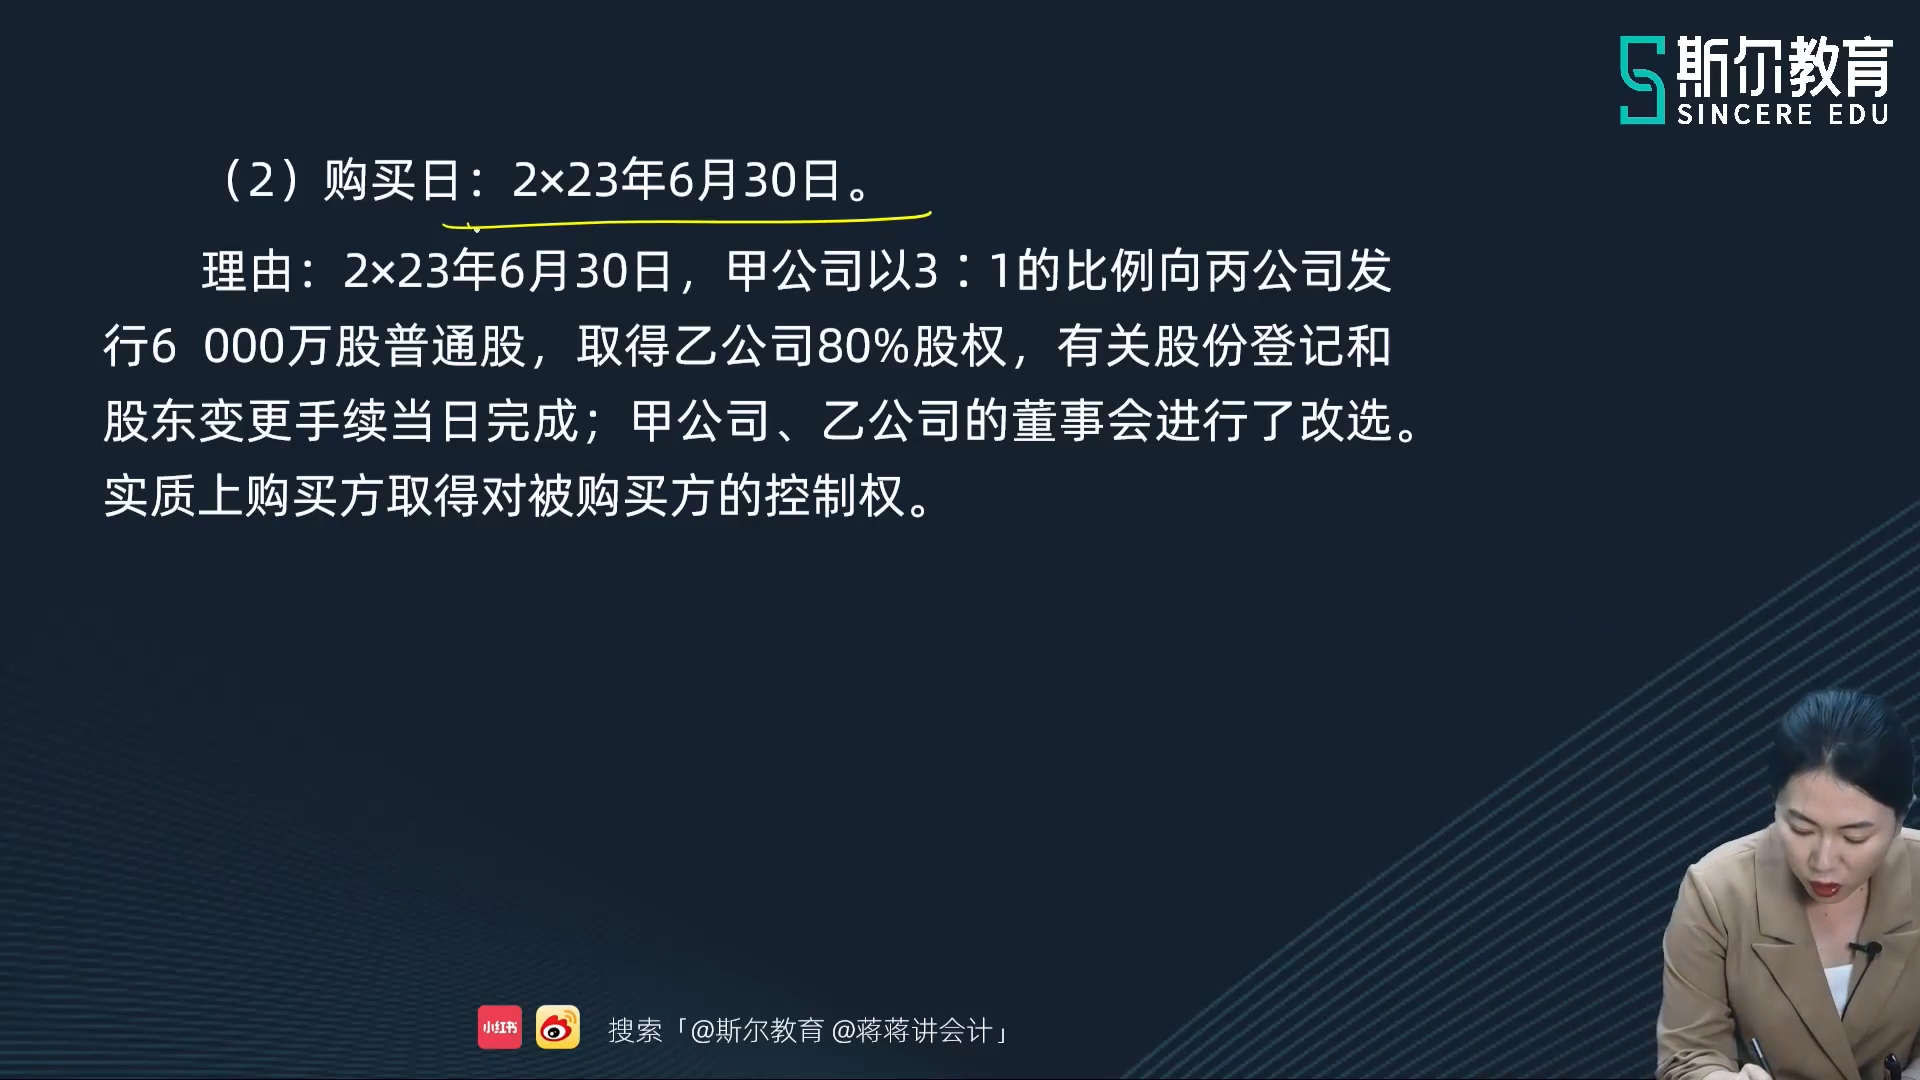 斯尔教育
SINCERE EDU
（2）购买日：2×23年6月30日。
理由：2×23年6月30日，甲公司以3∶1的比例向丙公司发
行6 000万股普通股，取得乙公司80%股权，有关股份登记和
股东变更手续当日完成；甲公司、乙公司的董事会进行了改选。
实质上购买方取得对被购买方的控制权。
小红书
搜索「@斯尔教育 @蒋蒋讲会计」